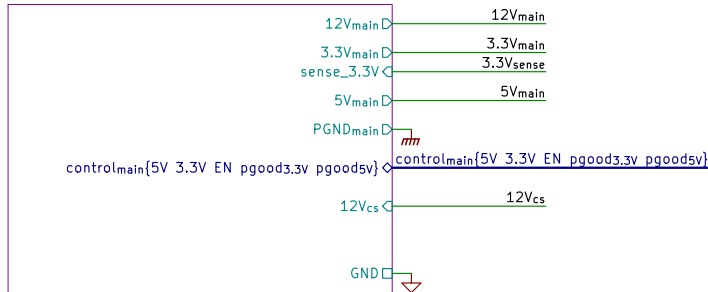 12Vmain 12Vmain
3.3Vmain 3.3Vmain
sense_3.3V 3.3Vsense
5Vmain 5Vmain
PGNDmain
controlmain{5V 3.3V EN pgood3.3V pgood5V} controlmain{5V 3.3V EN pgood3.3V pgood5V}
12Vcs 12Vcs
GND